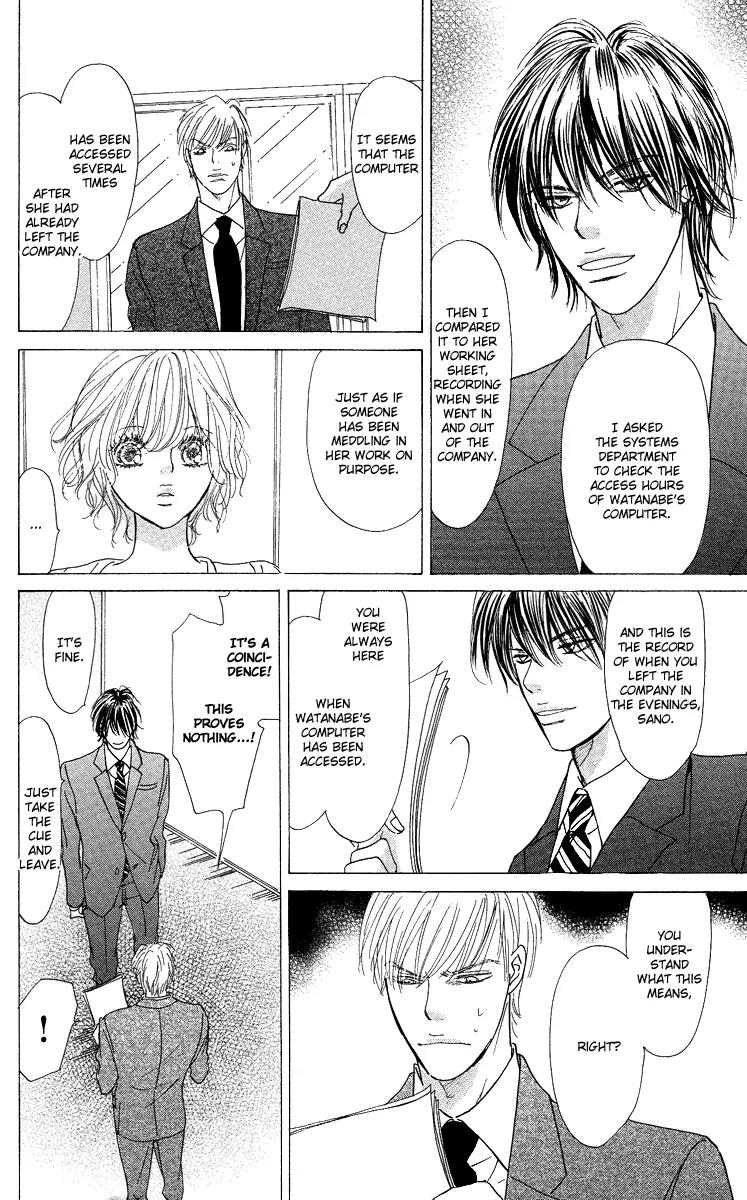 I ASKED
THE SYSTEMS
DEPARTMENT
TO CHECK THE
ACCESS HOURS
OF WATANABE'S
COMPUTER.
THEN I
COMPARED
IT TO HER
WORKING
SHEET,
RECORDING
WHEN SHE
WENT IN
AND OUT
OF THE
COMPANY.
IT SEEMS
THAT THE
COMPUTER
HAS BEEN
ACCESSED
SEVERAL
TIMES
AFTER
SHE HAD
ALREADY
LEFT THE
COMPANY.
JUST AS IF
SOMEONE
HAS BEEN
MEDDLING IN
HER WORK ON
PURPOSE.
...
AND THIS IS
THE RECORD
OF WHEN YOU
LEFT THE
COMPANY IN
THE EVENINGS,
SANO.
YOU
WERE
ALWAYS
HERE
WHEN
WATANABE'S
COMPUTER
HAS BEEN
ACCESSED.
YOU
UNDER-
STAND
WHAT THIS
MEANS,
RIGHT?
IT'S A
COINCI-
DENCE!
THIS
PROVES
NOTHING...!
IT'S
FINE.
JUST
TAKE
THE CUE
AND
LEAVE.
!